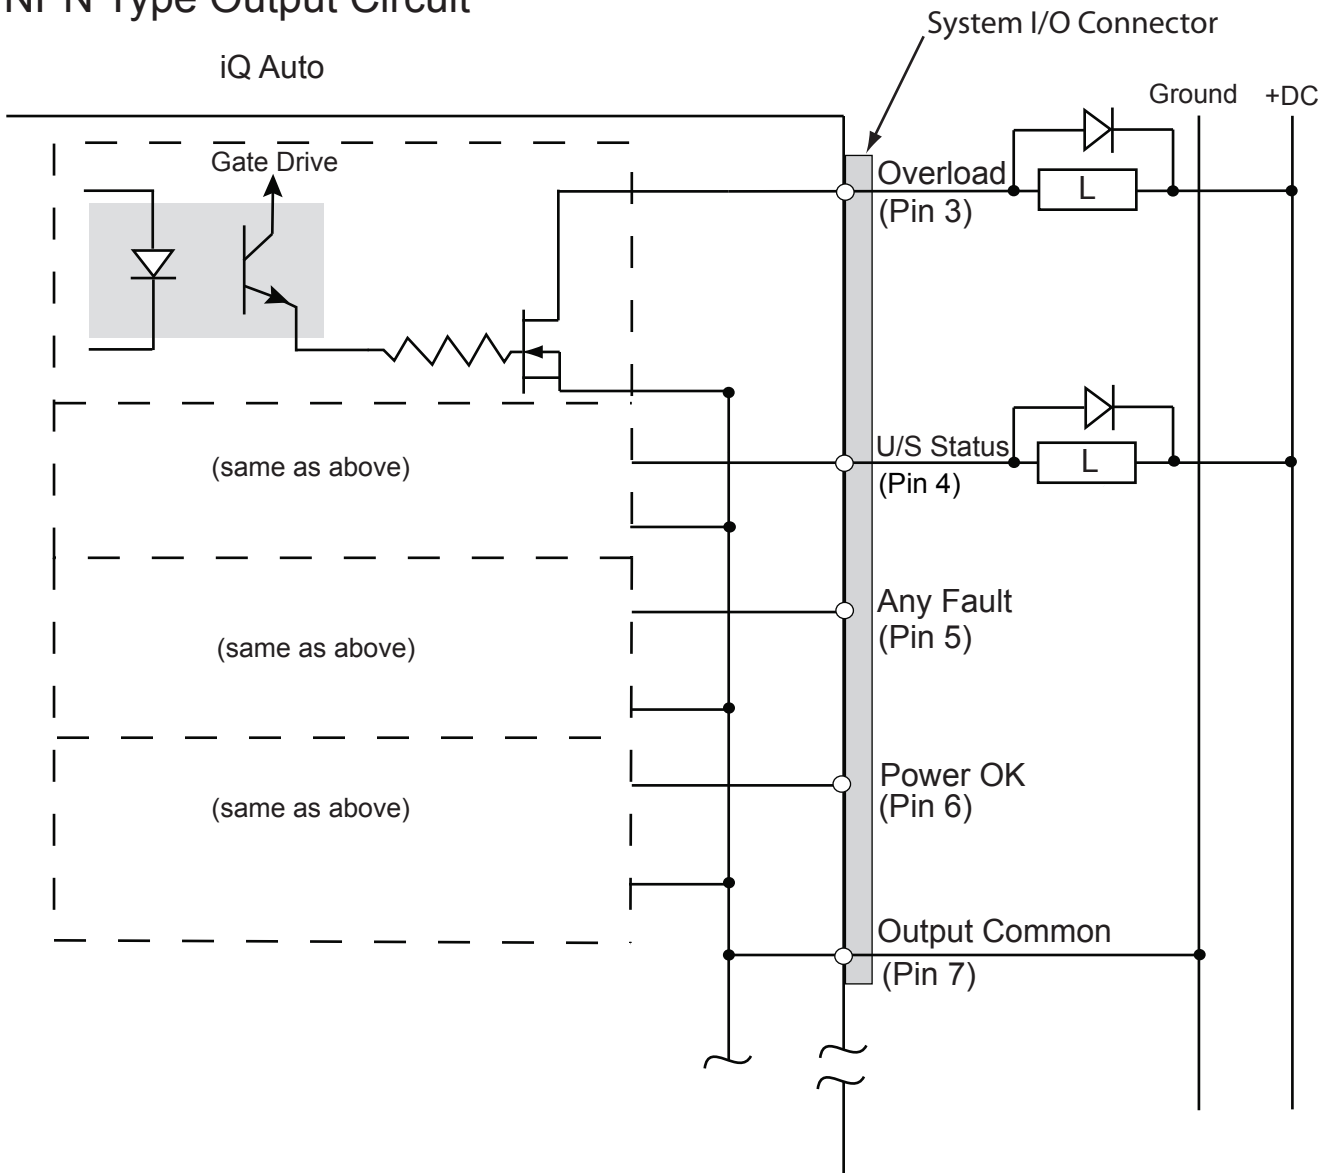 Type Output Circuit
iQ Auto
System I/O Connector
Ground +DC
Gate Drive
Overload
(Pin 3)
L
(same as above)
U/S Status
(Pin 4)
L
(same as above)
Any Fault
(Pin 5)
(same as above)
Power OK
(Pin 6)
Output Common
(Pin 7)